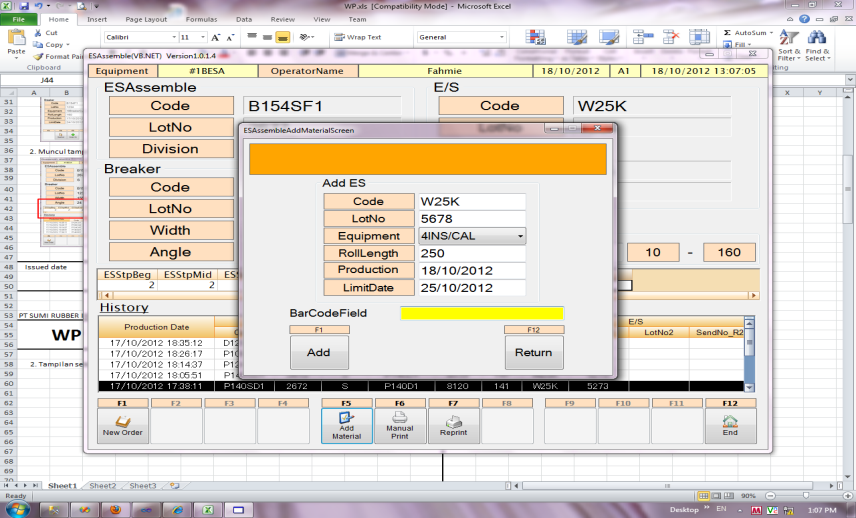 WP.xls [Compatibility Mode] - Microsoft Excel
File Home Insert Page Layout Formulas Data Review View Team
Paste Cut Copy Format Pai Clipboard
Calibri 11 A A Wrap Text General AutoSum Fill Sort & Filter Find & Select
J44
A B X Y
ESAssemble(VB.NET) Version1.0.1.4
Equipment #1BESA OperatorName Fahmie 18/10/2012 A1 18/10/2012 13:07:05
ESAssemble E/S
Code B154SF1 Code W25K
LotNo LotNo
Division
Breaker
Code
LotNo
Width
Angle 10 - 160
ESStpBeg ESStpMid
2 2
ESAssembleAddMaterialScreen
Add ES
Code W25K
LotNo 5678
Equipment 4INS/CAL
RollLength 250
Production 18/10/2012
LimitDate 25/10/2012
BarCodeField
F1 F12
Add Return
History
Production Date E/S
LotNo2 SendNo_R2
17/10/2012 18:35:12
17/10/2012 18:26:17
17/10/2012 18:14:37
17/10/2012 18:05:51
17/10/2012 17:38:11 P140SD1 2672 S P140D1 8120 141 W25K 5273
F1 F2 F3 F4 F5 F6 F7 F8 F9 F10 F11 F12
New Order Add Material Manual Print Reprint End
2. Muncul tam
Issued date
PT SUMI RUBBER
WP
2. Tampilan se
31
32
33
34
35
36
37
38
39
40
41
42
43
44
45
46
47
48
49
50
51
52
53
54
55
56
57
58
59
60
61
62
63
64
65
66
67
68
69
70
Sheet1 Sheet2 Sheet3
Ready 90%
Desktop EN 1:07 PM